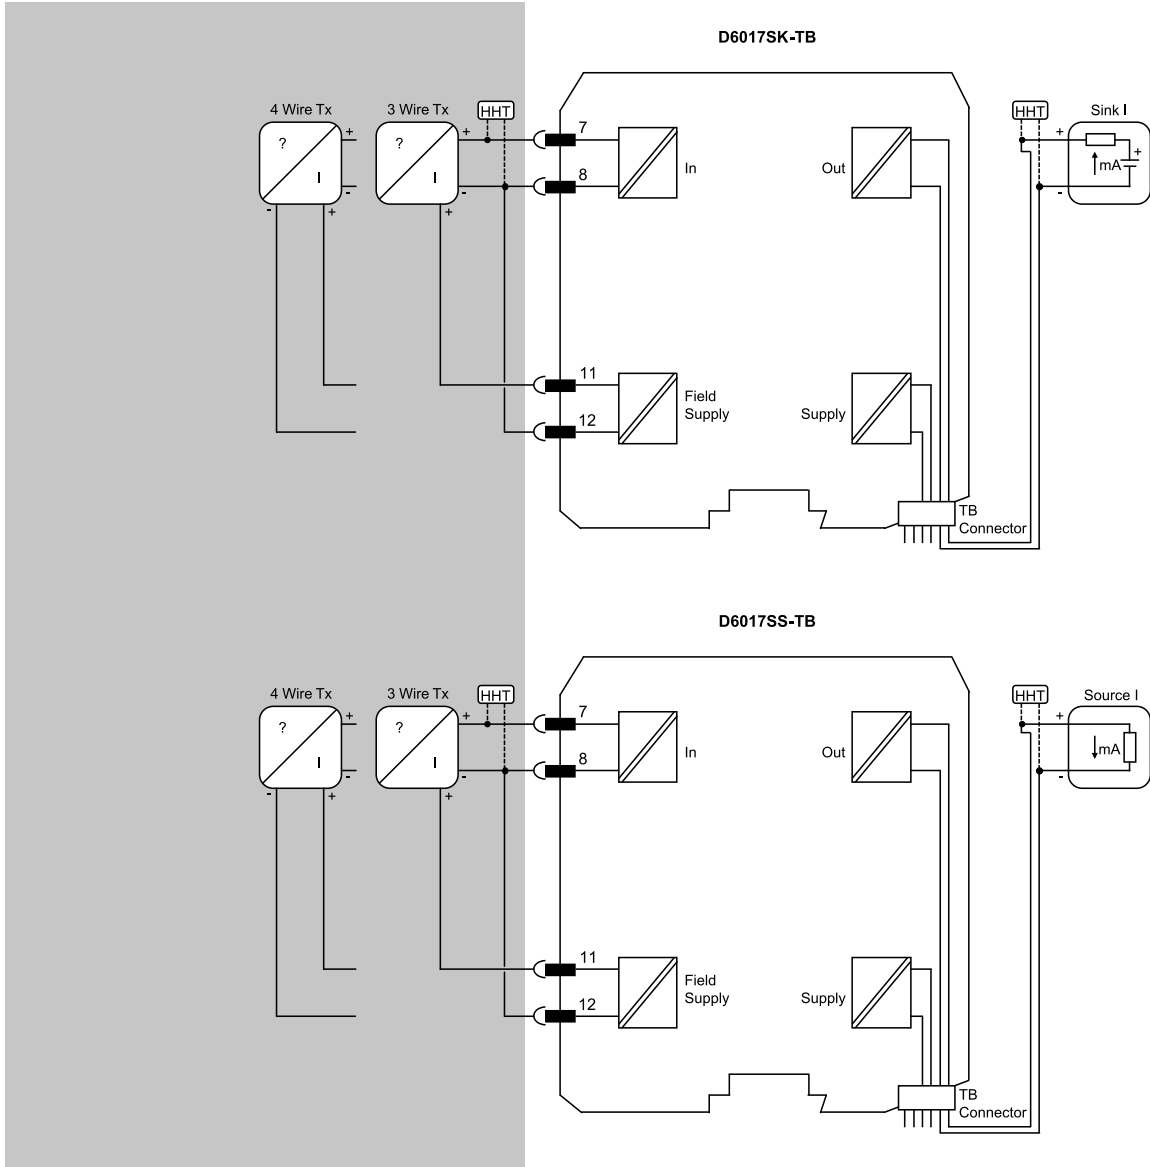 D6017SK-TB
4 Wire Tx
3 Wire Tx
HHT
HHT
Sink I
?
+
?
+
7
+
+
mA
I
-
I
-
8
In
Out
-
-
+
+
11
Field
Supply
Supply
12
TB
Connector
D6017SS-TB
4 Wire Tx
3 Wire Tx
HHT
HHT
Source I
?
+
?
+
7
+
mA
I
-
I
-
8
In
Out
-
-
+
+
11
Field
Supply
Supply
12
TB
Connector